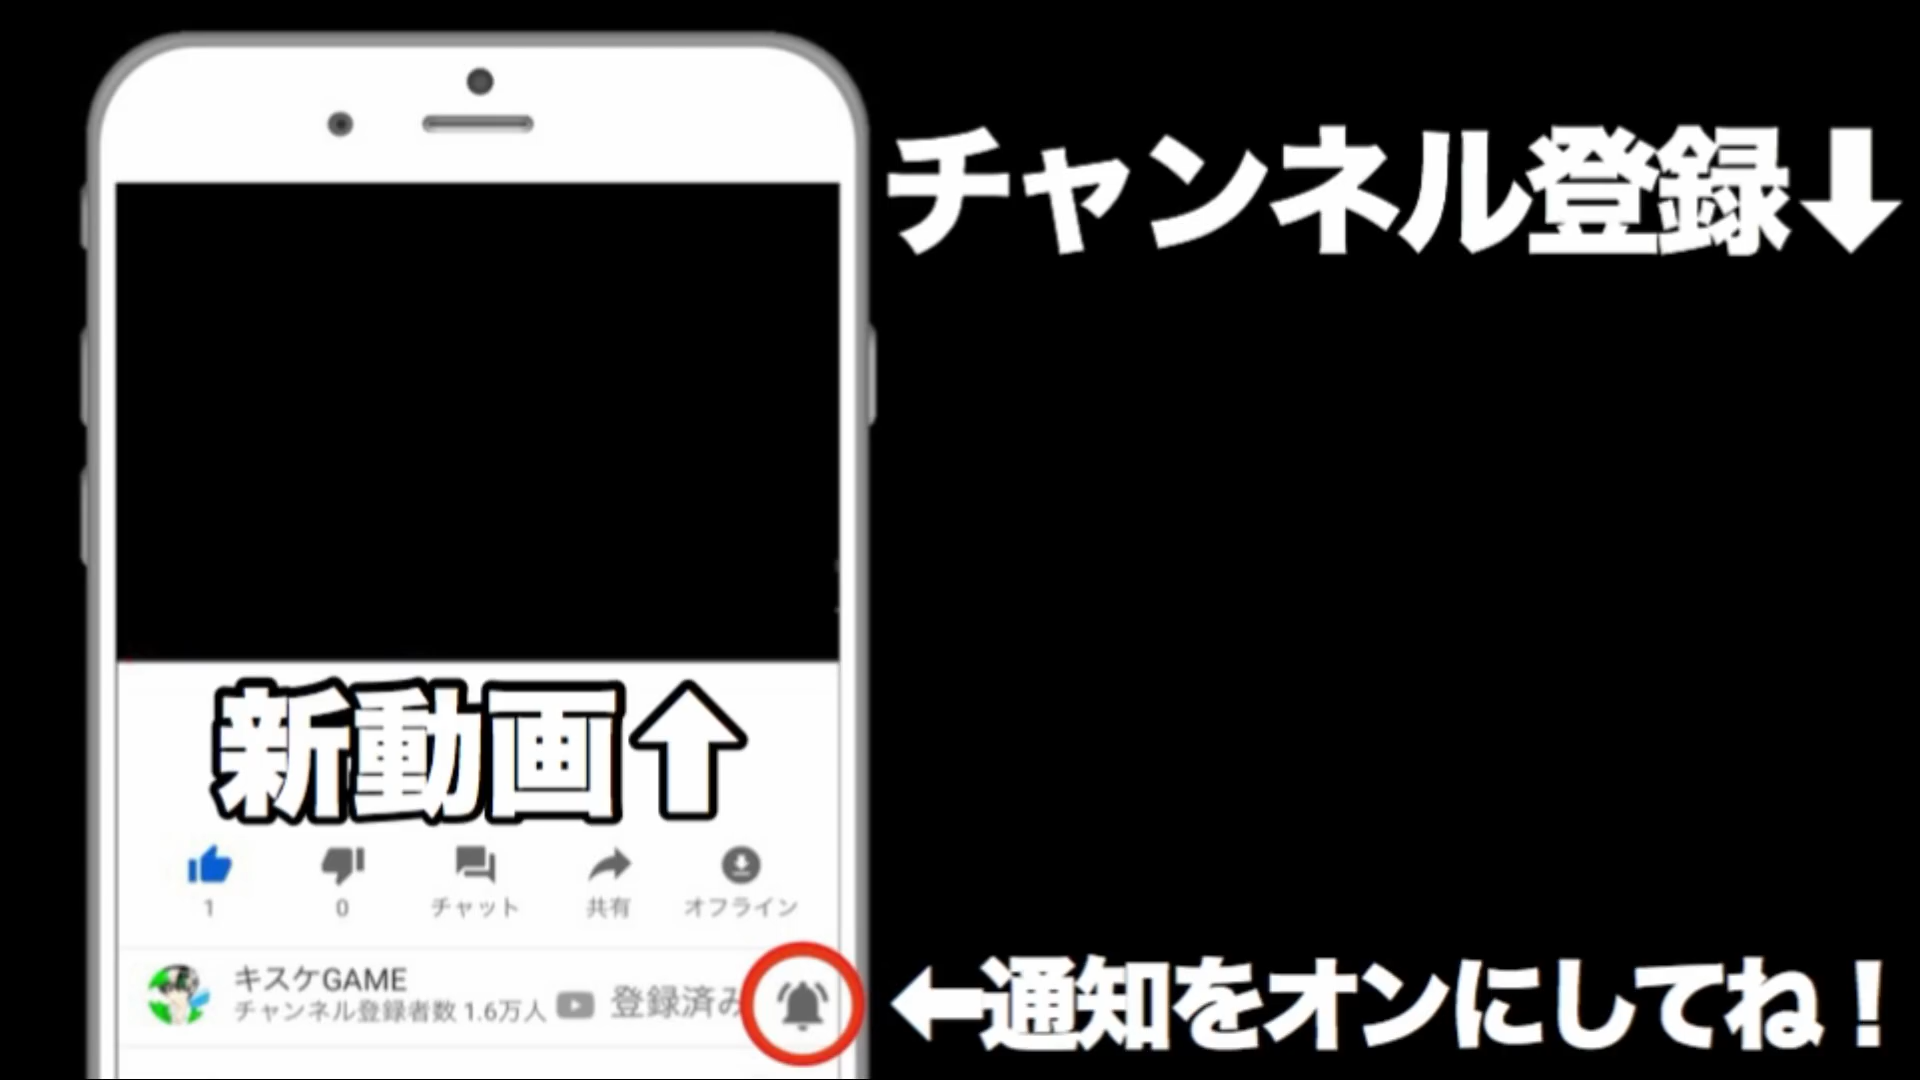 チャンネル登録↓
新動画↑
1
0
チャット
共有
オフライン
キスケGAME
チャンネル登録者数 1.6万人
登録済み
←通知をオンにしてね！